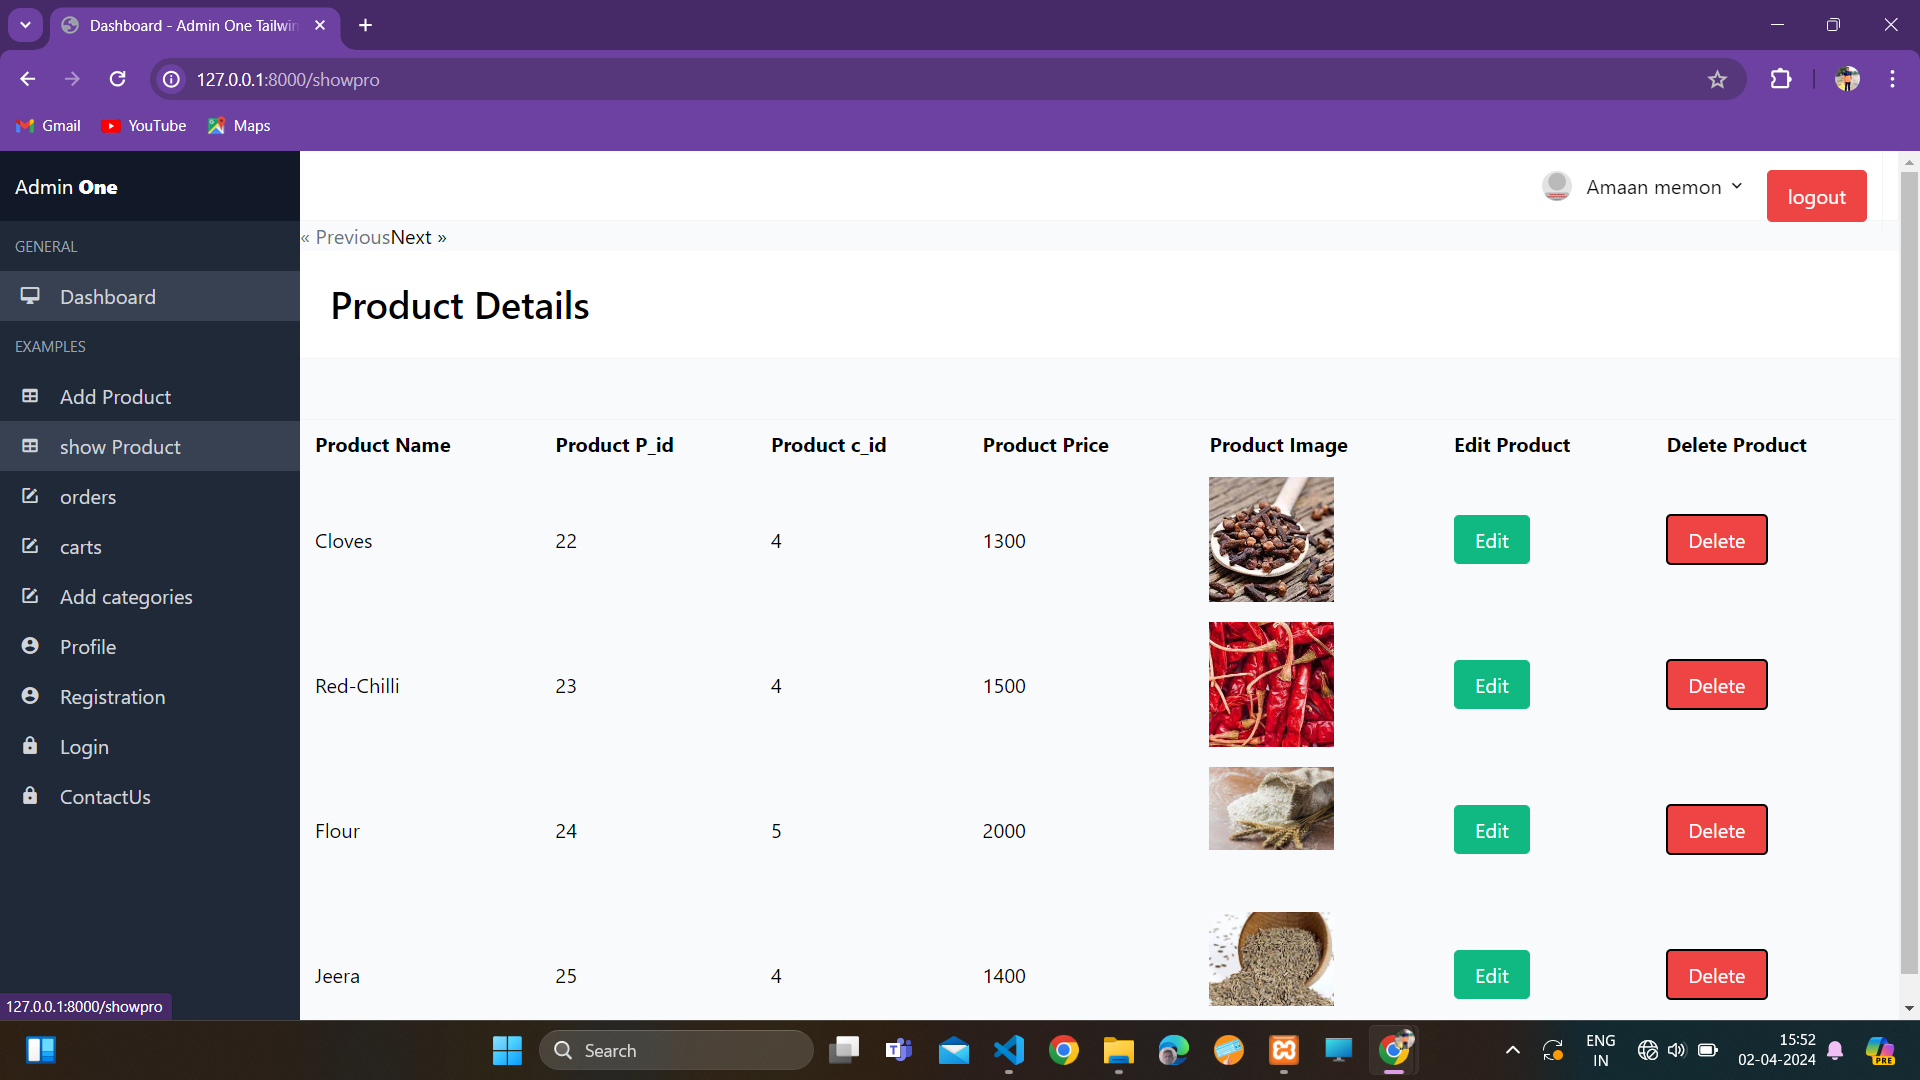 Dashboard - Admin One Tailwin
127.0.0.1:8000/showpro
Gmail YouTube Maps
Admin One
Amaan memon logout
« PreviousNext »
GENERAL
Dashboard
Product Details
EXAMPLES
Add Product
show Product
orders
carts
Add categories
Profile
Registration
Login
ContactUs
Product Name Product P_id Product c_id Product Price Product Image Edit Product Delete Product
Cloves 22 4 1300 Edit Delete
Red-Chilli 23 4 1500 Edit Delete
Flour 24 5 2000 Edit Delete
Jeera 25 4 1400 Edit Delete
127.0.0.1:8000/showpro
Search
ENG
IN
15:52
02-04-2024
PRE